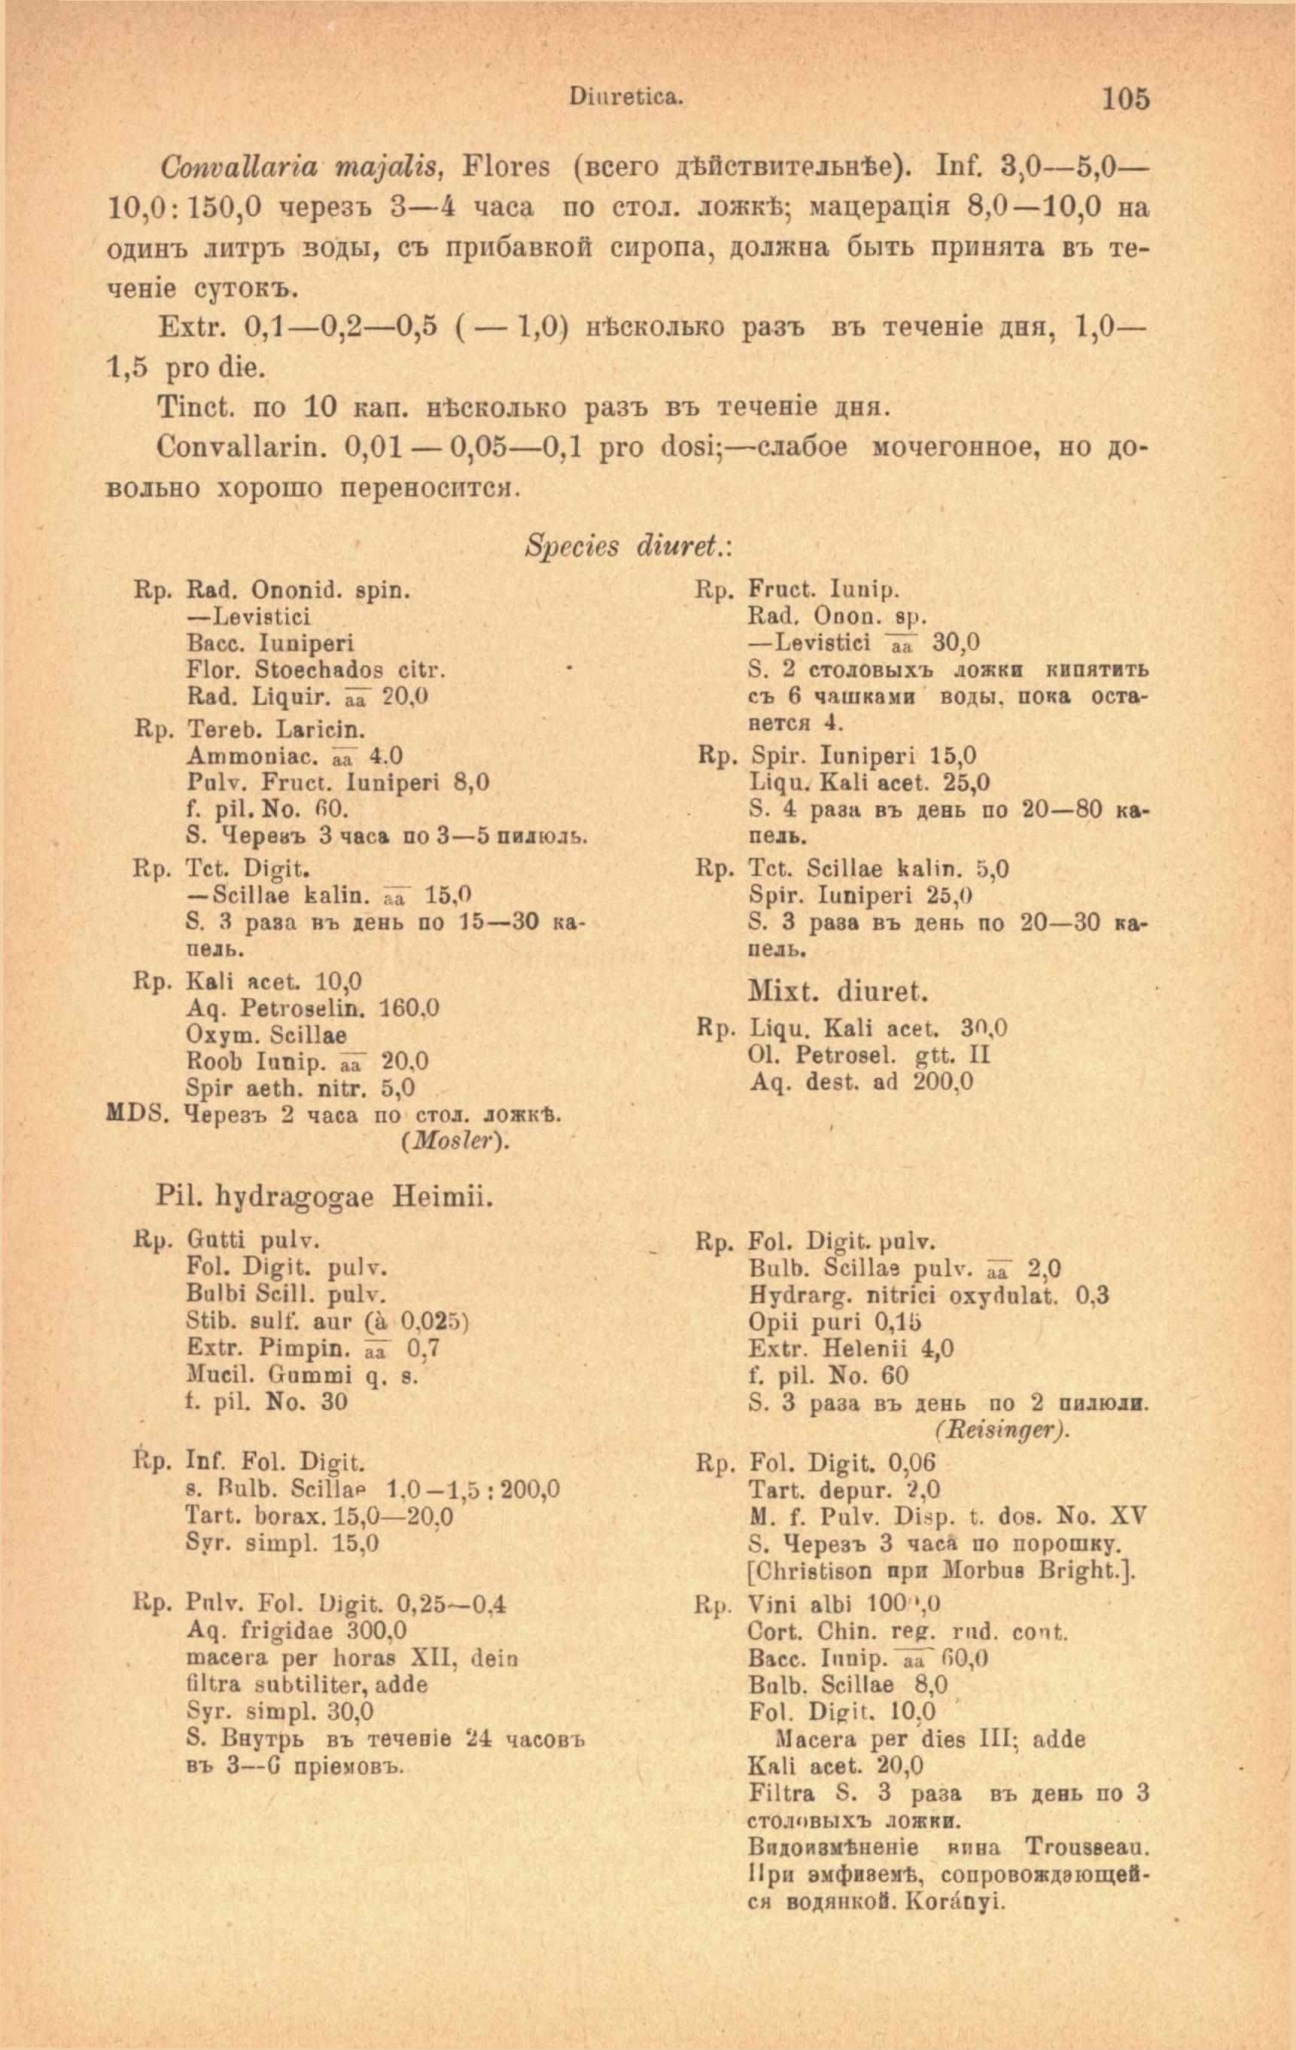 Diuretica.
105
Convallaria majalis, Flores (всего дѣйствительнѣе). Inf. 3,0—5,0—
10,0: 150,0 черезъ 3—4 часа по стол. ложкѣ; мацерація 8,0—10,0 на
одинъ литръ воды, съ прибавкой сиропа, должна быть принята въ те-
ченіе сутокъ.
Extr. 0,1—0,2—0,5 (—1,0) нѣсколько разъ въ теченіе дня, 1,0—
1,5 pro die.
Tinct. по 10 кап. нѣсколько разъ въ теченіе дня.
Convallarin. 0,01 — 0,05—0,1 pro dosi;—слабое мочегонное, но до-
вольно хорошо переносится.
Species diuret.:
Rp. Rad. Ononid. spin.
—Levistici
Bacc. Iuniperi
Flor. Stoechados citr.
Rad. Liquir. a͞a 20,0
Rp. Tereb. Laricin.
Ammoniac. a͞a 4.0
Pulv. Fruct. Iuniperi 8,0
f. pil. No. 60.
S. Черезъ 3 часа по 3—5 пилюль.
Rp. Tct. Digit.
—Scillae kalin. a͞a 15,0
S. 3 раза въ день по 15—30 ка-
пель.
Rp. Kali acet. 10,0
Aq. Petroselin. 160,0
Oxym. Scillae
Roob Iunip. a͞a 20,0
Spir aeth. nitr. 5,0
MDS. Черезъ 2 часа по стол. ложкѣ.
(Mosler).
Rp. Fruct. Iunip.
Rad. Onon. sp.
—Levistici a͞a 30,0
S. 2 столовыхъ ложки кипятить
съ 6 чашками воды, пока оста-
нется 4.
Rp. Spir. Iuniperi 15,0
Liqu. Kali acet. 25,0
S. 4 раза въ день по 20—80 ка-
пель.
Rp. Tct. Scillae kalin. 5,0
Spir. Iuniperi 25,0
S. 3 раза въ день по 20—30 ка-
пель.
Mixt. diuret.
Rp. Liqu. Kali acet. 30,0
Ol. Petrosel. gtt. II
Aq. dest. ad 200,0
Pil. hydragogae Heimii.
Rp. Gutti pulv.
Fol. Digit. pulv.
Bulbi Scill. pulv.
Stib. sulf. aur (à 0,025)
Extr. Pimpin. a͞a 0,7
Mucil. Gummi q. s.
f. pil. No. 30
Rp. Inf. Fol. Digit.
s. Bulb. Scillae 1,0—1,5 : 200,0
Tart. borax. 15,0—20,0
Syr. simpl. 15,0
Rp. Pulv. Fol. Digit. 0,25—0,4
Aq. frigidae 300,0
macera per horas XII, dein
filtra subtiliter, adde
Syr. simpl. 30,0
S. Внутрь въ теченіе 24 часовъ
въ 3—6 пріемовъ.
Rp. Fol. Digit. pulv.
Bulb. Scillae pulv. a͞a 2,0
Hydrarg. nitrici oxydulat. 0,3
Opii puri 0,15
Extr. Helenii 4,0
f. pil. No. 60
S. 3 раза въ день по 2 пилюли.
(Reisinger).
Rp. Fol. Digit. 0,06
Tart. depur. 2,0
M. f. Pulv. Disp. t. dos. No. XV
S. Черезъ 3 часа по порошку.
[Christison при Morbus Bright.].
Rp. Vini albi 1000,0
Cort. Chin. reg. rud. cont.
Bacc. Iunip. a͞a 60,0
Bulb. Scillae 8,0
Fol. Digit. 10,0
Macera per dies III; adde
Kali acet. 20,0
Filtra S. 3 раза въ день по 3
столовыхъ ложки.
Видоизмѣненіе вина Trousseau.
При эмфиземѣ, сопровождающей-
ся водянкой. Korányi.